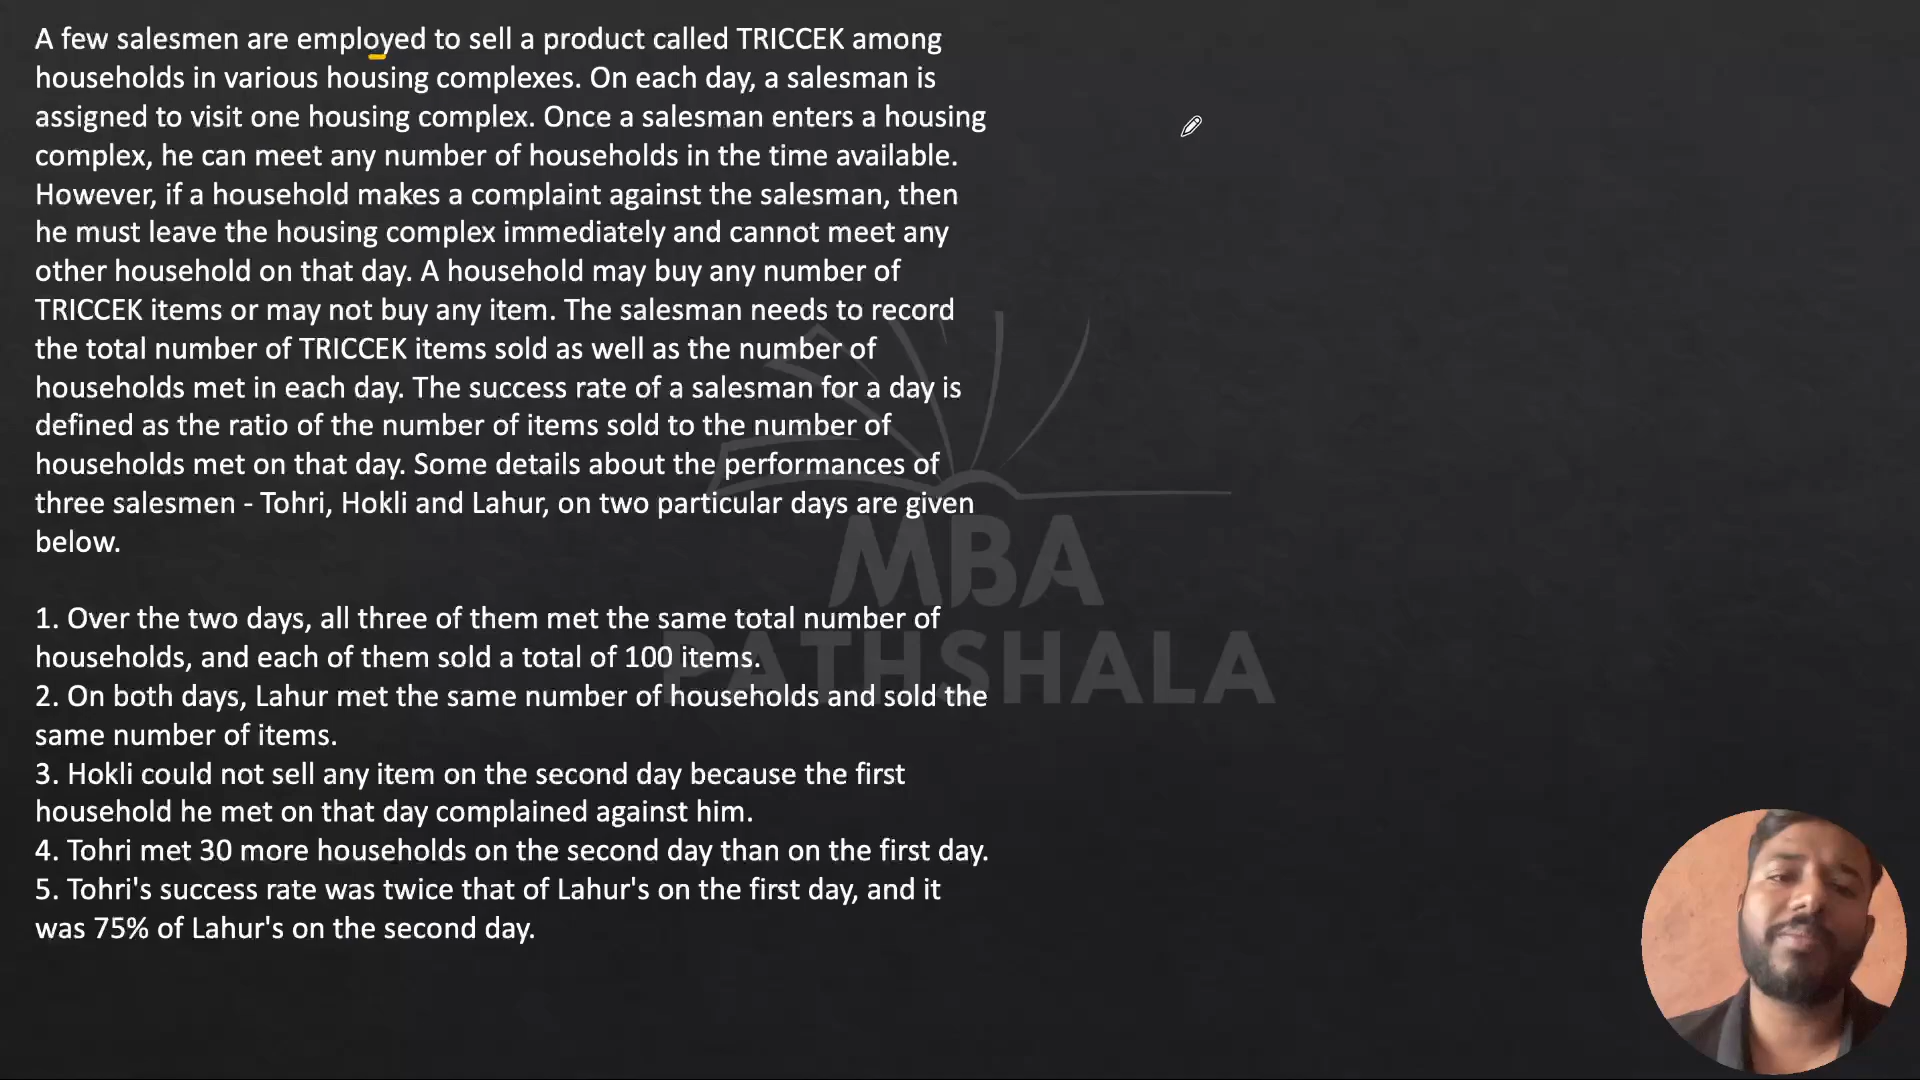 A few salesmen are employed to sell a product called TRICCEK among
households in various housing complexes. On each day, a salesman is
assigned to visit one housing complex. Once a salesman enters a housing
complex, he can meet any number of households in the time available.
However, if a household makes a complaint against the salesman, then
he must leave the housing complex immediately and cannot meet any
other household on that day. A household may buy any number of
TRICCEK items or may not buy any item. The salesman needs to record
the total number of TRICCEK items sold as well as the number of
households met in each day. The success rate of a salesman for a day is
defined as the ratio of the number of items sold to the number of
households met on that day. Some details about the performances of
three salesmen - Tohri, Hokli and Lahur, on two particular days are given
below.
1. Over the two days, all three of them met the same total number of
households, and each of them sold a total of 100 items.
2. On both days, Lahur met the same number of households and sold the
same number of items.
3. Hokli could not sell any item on the second day because the first
household he met on that day complained against him.
4. Tohri met 30 more households on the second day than on the first day.
5. Tohri's success rate was twice that of Lahur's on the first day, and it
was 75% of Lahur's on the second day.
MBA
PATHSHALA